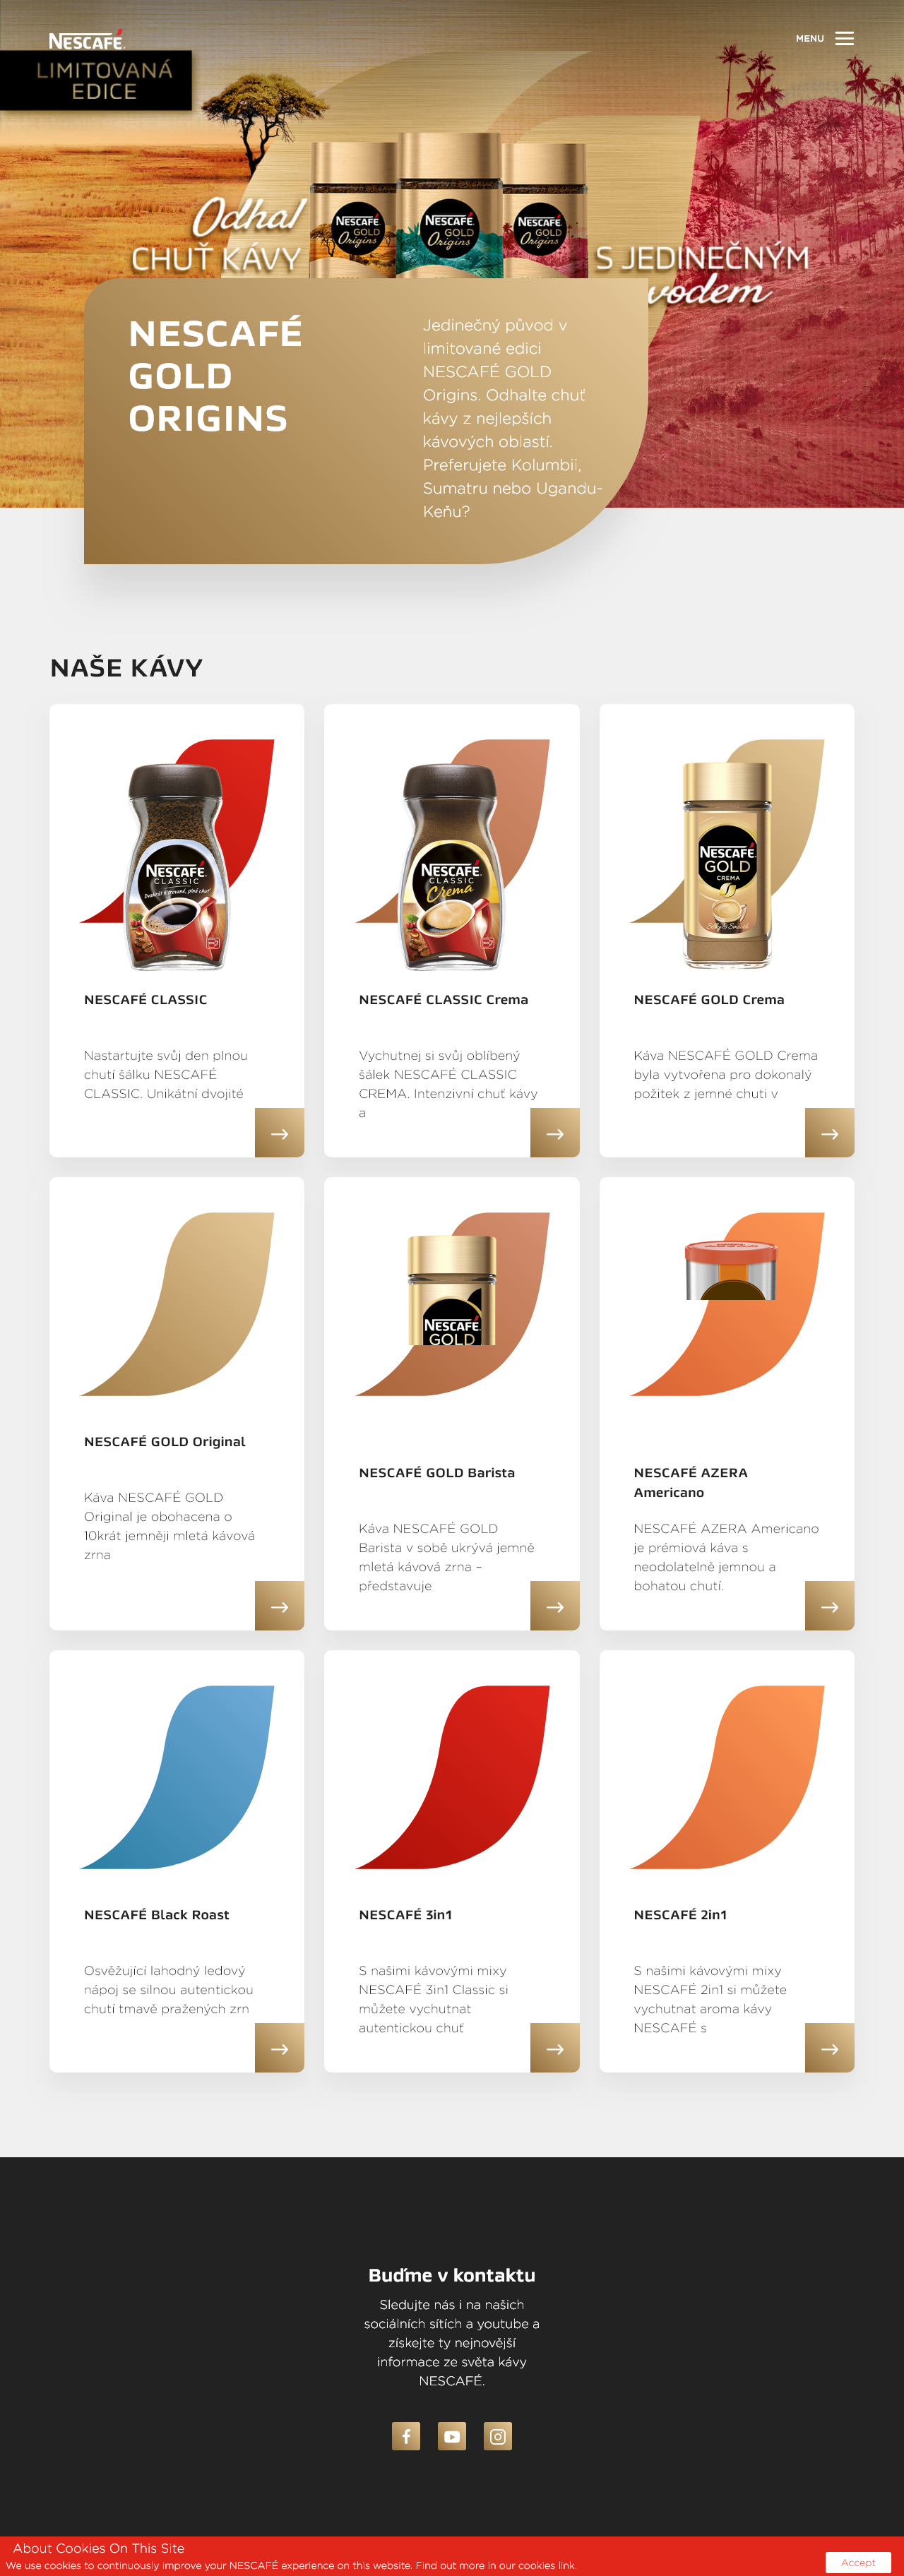 NESCAFÉ
MENU
LIMITOVANÁ
EDICE
Odhal
CHUŤ KÁVY
S JEDINEČNÝM
NESCAFÉ
GOLD
Origins
NESCAFÉ
GOLD
Origins
NESCAFÉ
GOLD
Origins
NESCAFÉ
GOLD
ORIGINS
Jedinečný původ v
limitované edici
NESCAFÉ GOLD
Origins. Odhalte chuť
kávy z nejlepších
kávových oblastí.
Preferujete Kolumbii,
Sumatru nebo Ugandu-
Keňu?
NAŠE KÁVY
NESCAFÉ
CLASSIC
NESCAFÉ
CLASSIC
Crema
NESCAFÉ
GOLD
CREMA
NESCAFÉ CLASSIC
Nastartujte svůj den plnou
chutí šálku NESCAFÉ
CLASSIC. Unikátní dvojité
NESCAFÉ CLASSIC Crema
Vychutnej si svůj oblíbený
šálek NESCAFÉ CLASSIC
CREMA. Intenzivní chuť kávy
a
NESCAFÉ GOLD Crema
Káva NESCAFÉ GOLD Crema
byla vytvořena pro dokonalý
požitek z jemné chuti v
NESCAFÉ
GOLD
NESCAFÉ GOLD Original
Káva NESCAFÉ GOLD
Original je obohacena o
10krát jemněji mletá kávová
zrna
NESCAFÉ GOLD Barista
Káva NESCAFÉ GOLD
Barista v sobě ukrývá jemně
mletá kávová zrna –
představuje
NESCAFÉ AZERA
Americano
NESCAFÉ AZERA Americano
je prémiová káva s
neodolatelně jemnou a
bohatou chutí.
NESCAFÉ Black Roast
Osvěžující lahodný ledový
nápoj se silnou autentickou
chutí tmavě pražených zrn
NESCAFÉ 3in1
S našimi kávovými mixy
NESCAFÉ 3in1 Classic si
můžete vychutnat
autentickou chuť
NESCAFÉ 2in1
S našimi kávovými mixy
NESCAFÉ 2in1 si můžete
vychutnat aroma kávy
NESCAFÉ s
Buďme v kontaktu
Sledujte nás i na našich
sociálních sítích a youtube a
získejte ty nejnovější
informace ze světa kávy
NESCAFÉ.
About Cookies On This Site
We use cookies to continuously improve your NESCAFÉ experience on this website. Find out more in our cookies link.
Accept